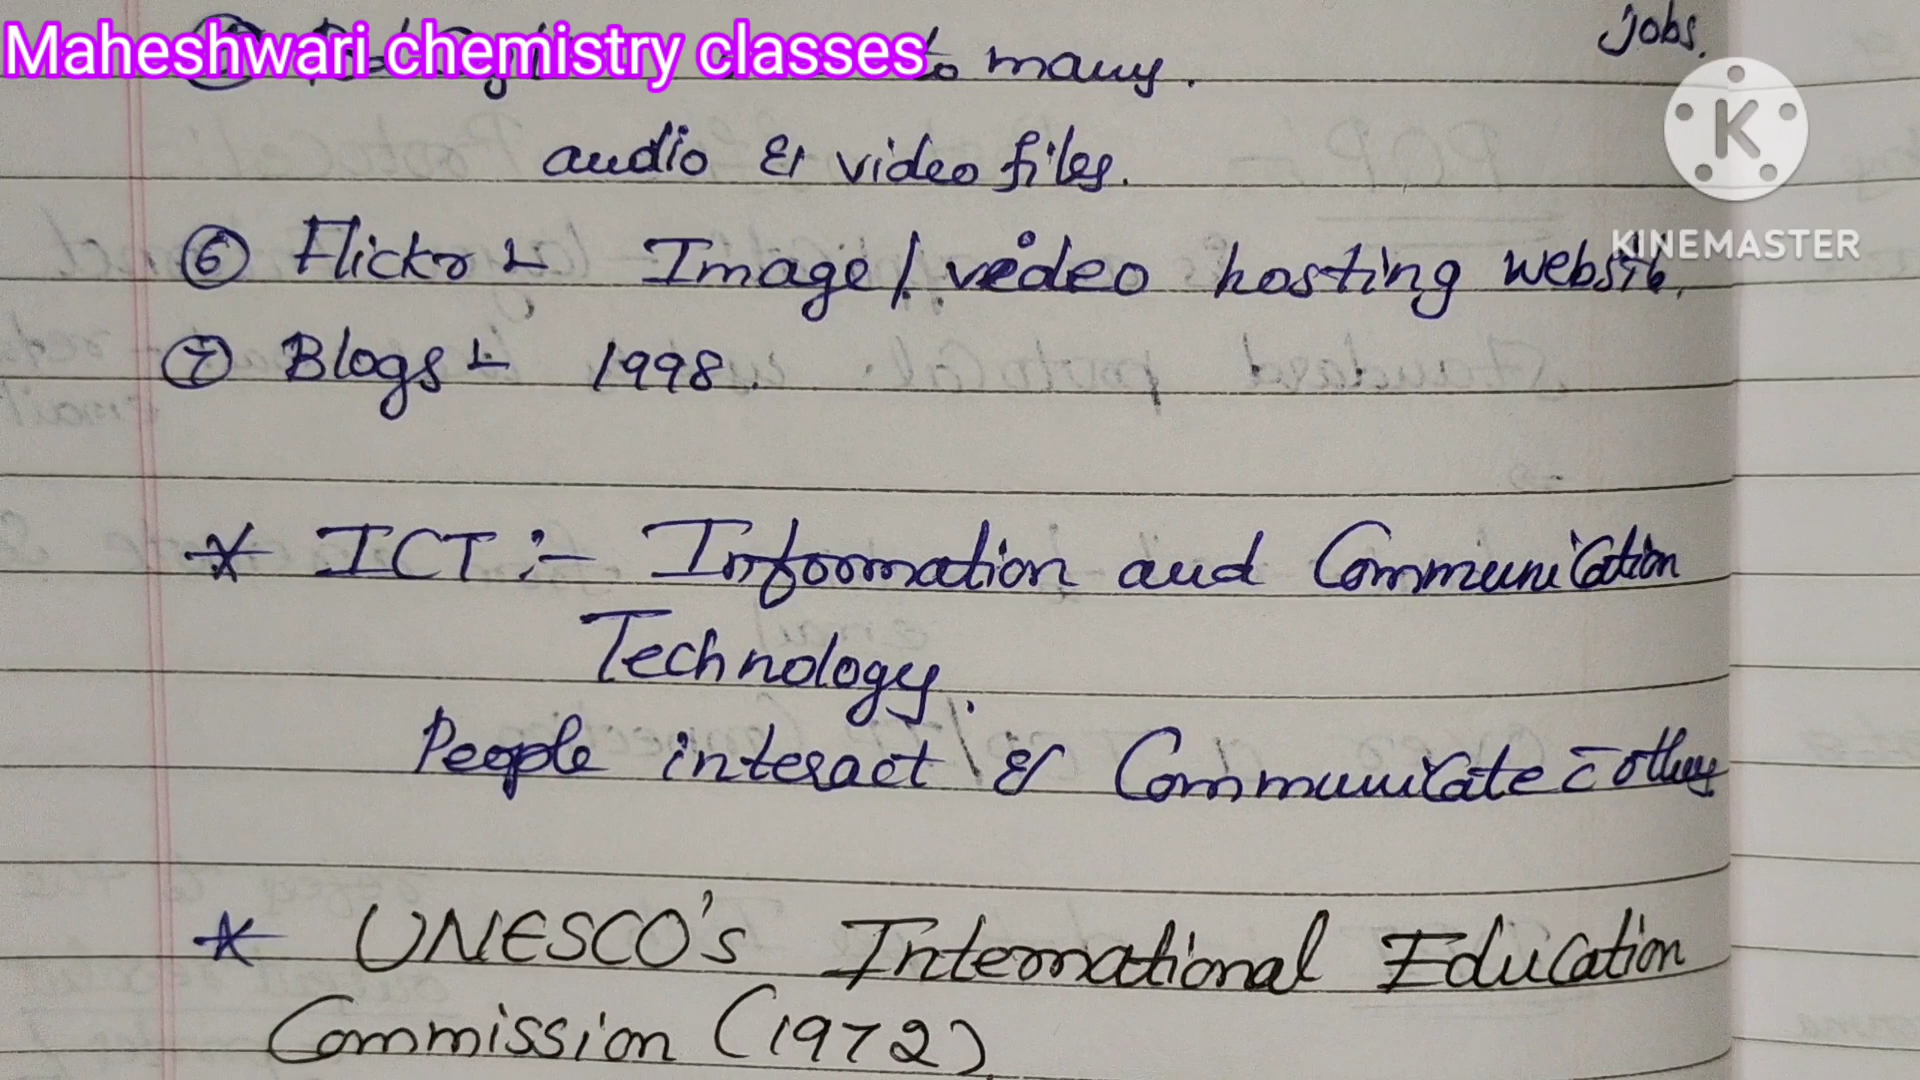 Maheshwari chemistry classes
jobs.
to many.
audio & video files.
KINEMASTER
⑥ Flickr :- Image/video hosting website.
⑦ Blogs :- 1998.
* ICT :- Information and Communication
Technology.
People interact & Communicate c̄ others
* UNESCO's International Education
Commission (1972)